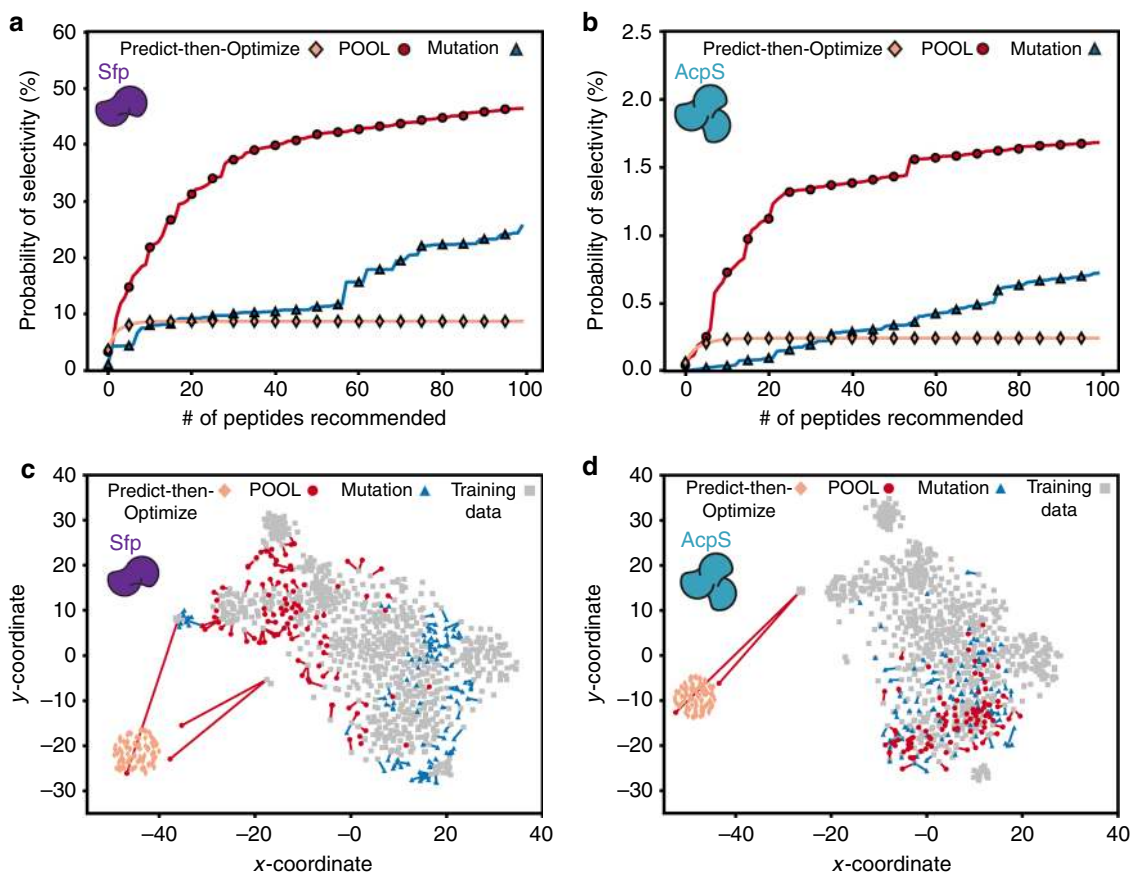 a
Predict-then-Optimize POOL Mutation
Sfp
Probability of selectivity (%)
60
50
40
30
20
10
0
0 20 40 60 80 100
# of peptides recommended
b
Predict-then-Optimize POOL Mutation
AcpS
Probability of selectivity (%)
2.5
2.0
1.5
1.0
0.5
0.0
0 20 40 60 80 100
# of peptides recommended
c
Predict-then-
Optimize
POOL
Mutation
Training
data
Sfp
y-coordinate
40
30
20
10
0
–10
–20
–30
–40 –20 –0 20 40
x-coordinate
d
Predict-then-
Optimize
POOL
Mutation
Training
data
AcpS
y-coordinate
40
30
20
10
0
–10
–20
–30
–40 –20 –0 20 40
x-coordinate